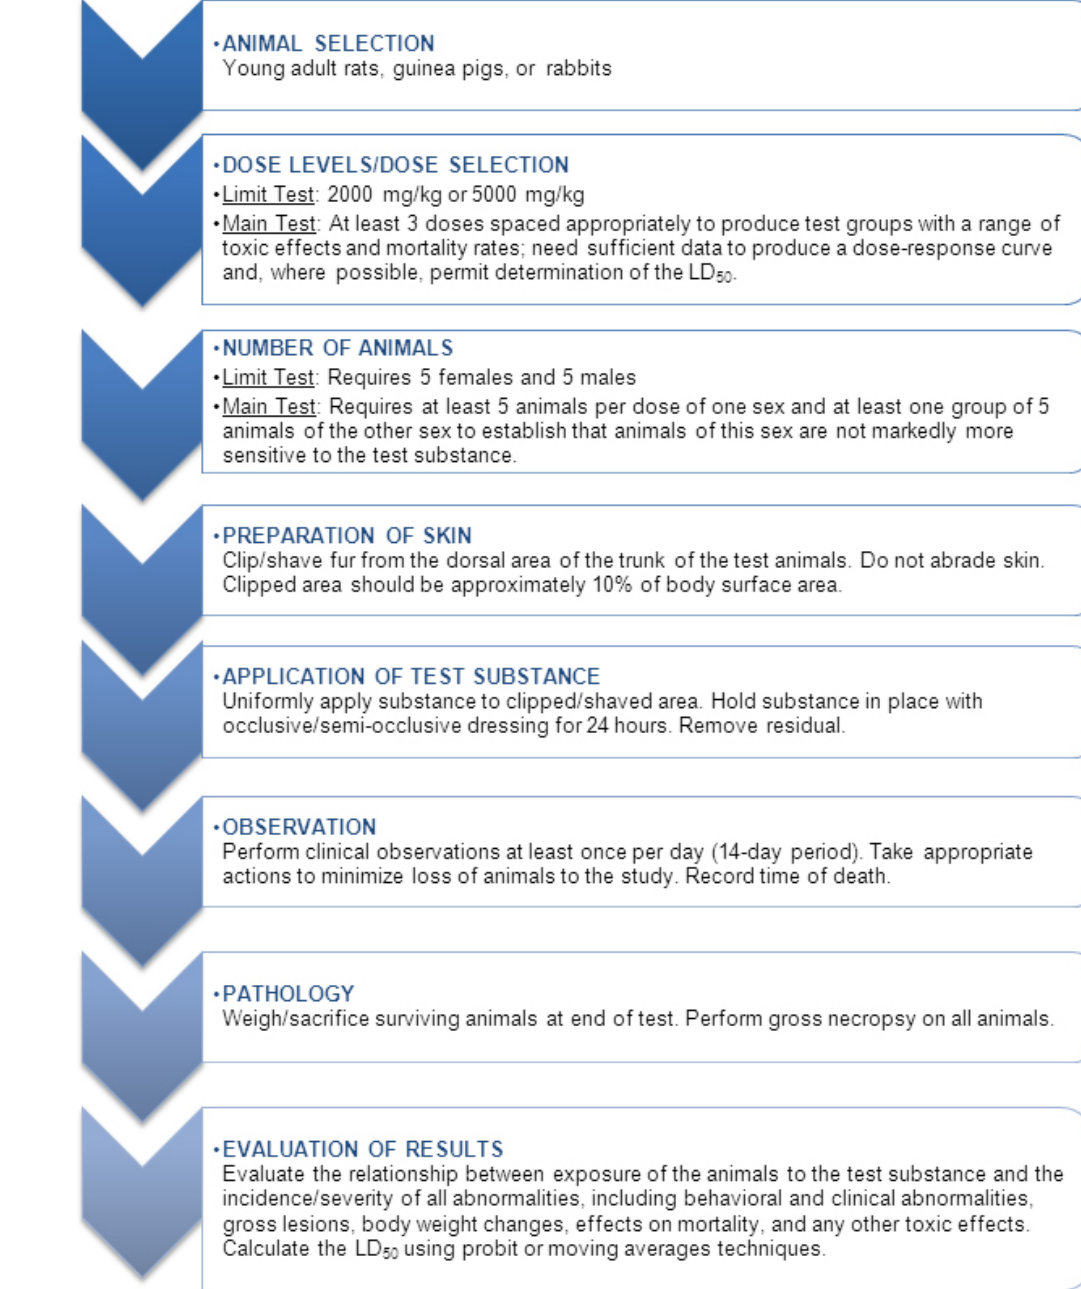 •ANIMAL SELECTION
Young adult rats, guinea pigs, or rabbits
•DOSE LEVELS/DOSE SELECTION
•Limit Test: 2000 mg/kg or 5000 mg/kg
•Main Test: At least 3 doses spaced appropriately to produce test groups with a range of
toxic effects and mortality rates; need sufficient data to produce a dose-response curve
and, where possible, permit determination of the LD50.
•NUMBER OF ANIMALS
•Limit Test: Requires 5 females and 5 males
•Main Test: Requires at least 5 animals per dose of one sex and at least one group of 5
animals of the other sex to establish that animals of this sex are not markedly more
sensitive to the test substance.
•PREPARATION OF SKIN
Clip/shave fur from the dorsal area of the trunk of the test animals. Do not abrade skin.
Clipped area should be approximately 10% of body surface area.
•APPLICATION OF TEST SUBSTANCE
Uniformly apply substance to clipped/shaved area. Hold substance in place with
occlusive/semi-occlusive dressing for 24 hours. Remove residual.
•OBSERVATION
Perform clinical observations at least once per day (14-day period). Take appropriate
actions to minimize loss of animals to the study. Record time of death.
•PATHOLOGY
Weigh/sacrifice surviving animals at end of test. Perform gross necropsy on all animals.
•EVALUATION OF RESULTS
Evaluate the relationship between exposure of the animals to the test substance and the
incidence/severity of all abnormalities, including behavioral and clinical abnormalities,
gross lesions, body weight changes, effects on mortality, and any other toxic effects.
Calculate the LD50 using probit or moving averages techniques.